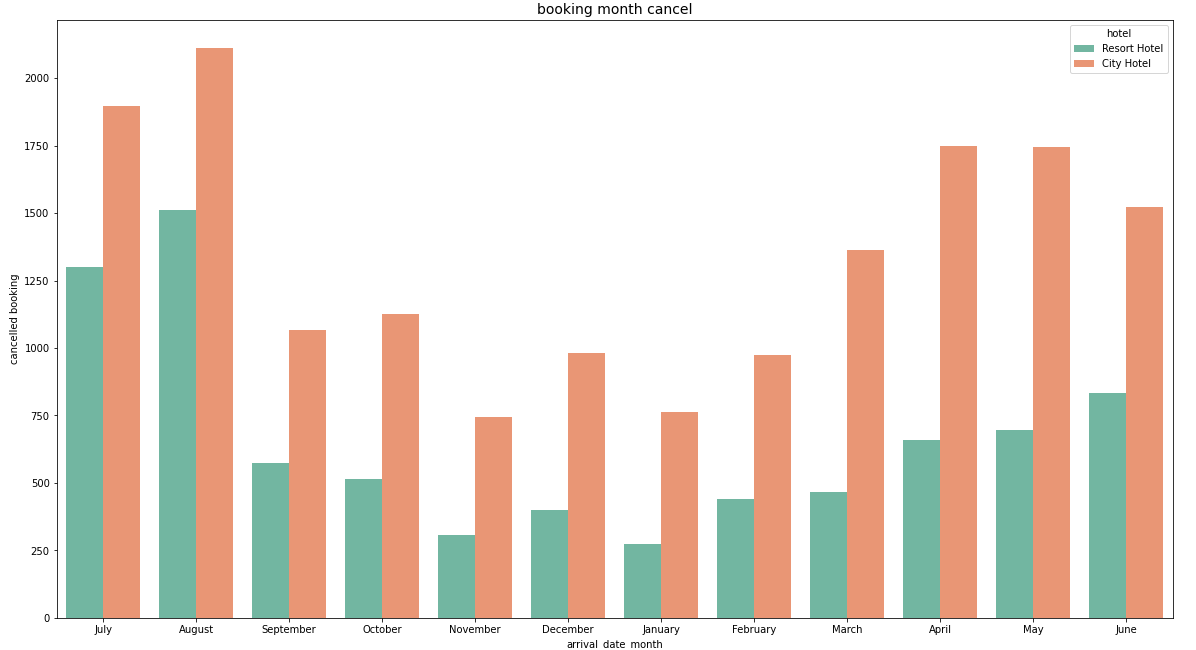 booking month cancel
hotel
Resort Hotel
City Hotel
cancelled booking
2000
1750
1500
1250
1000
750
500
250
0
July August September October November December January February March April May June
arrival_date_month